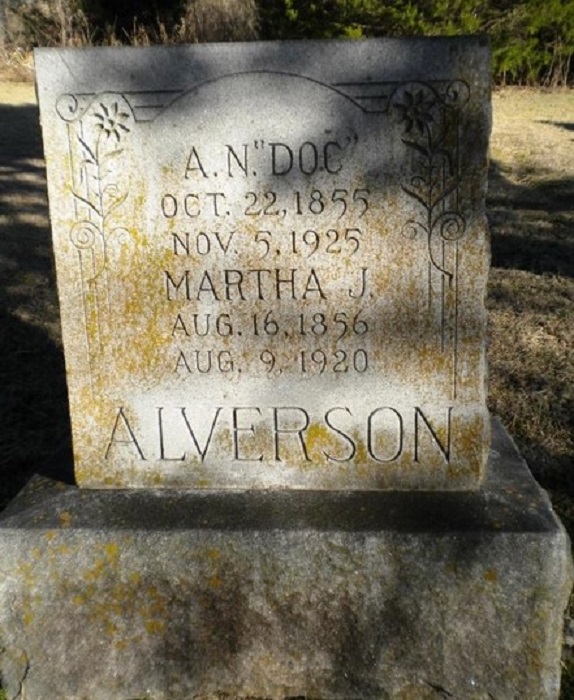 A.N. "DOC"
OCT. 22, 1855
NOV. 5, 1925
MARTHA J.
AUG. 16, 1856
AUG. 9, 1920
ALVERSON